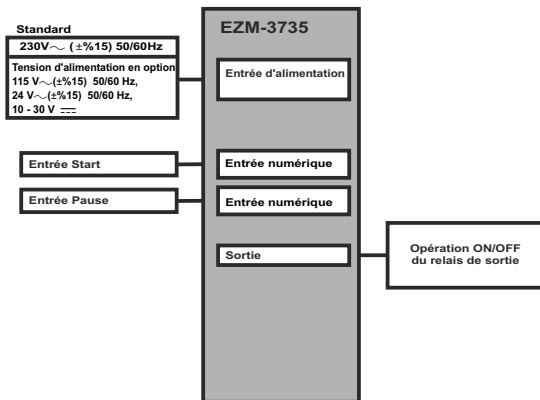 Standard
230V～ (±%15) 50/60Hz
Tension d'alimentation en option
115 V～(±%15) 50/60 Hz,
24 V～(±%15) 50/60 Hz,
10 - 30 V ⎓
EZM-3735
Entrée d'alimentation
Entrée Start
Entrée numérique
Entrée Pause
Entrée numérique
Sortie
Opération ON/OFF
du relais de sortie